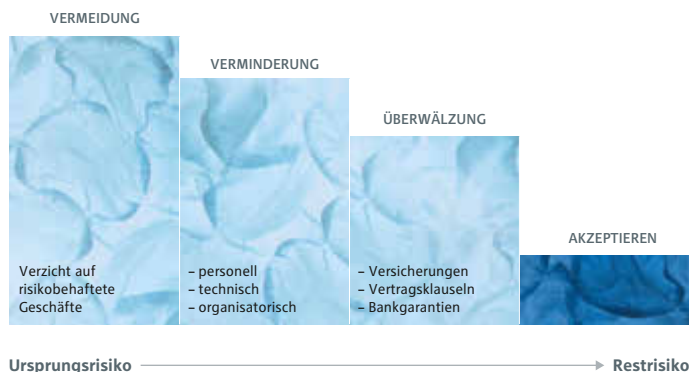 VERMEIDUNG
VERMINDERUNG
ÜBERWÄLZUNG
AKZEPTIEREN
Verzicht auf
risikobehaftete
Geschäfte
– personell
– technisch
– organisatorisch
– Versicherungen
– Vertragsklauseln
– Bankgarantien
Ursprungsrisiko
Restrisiko